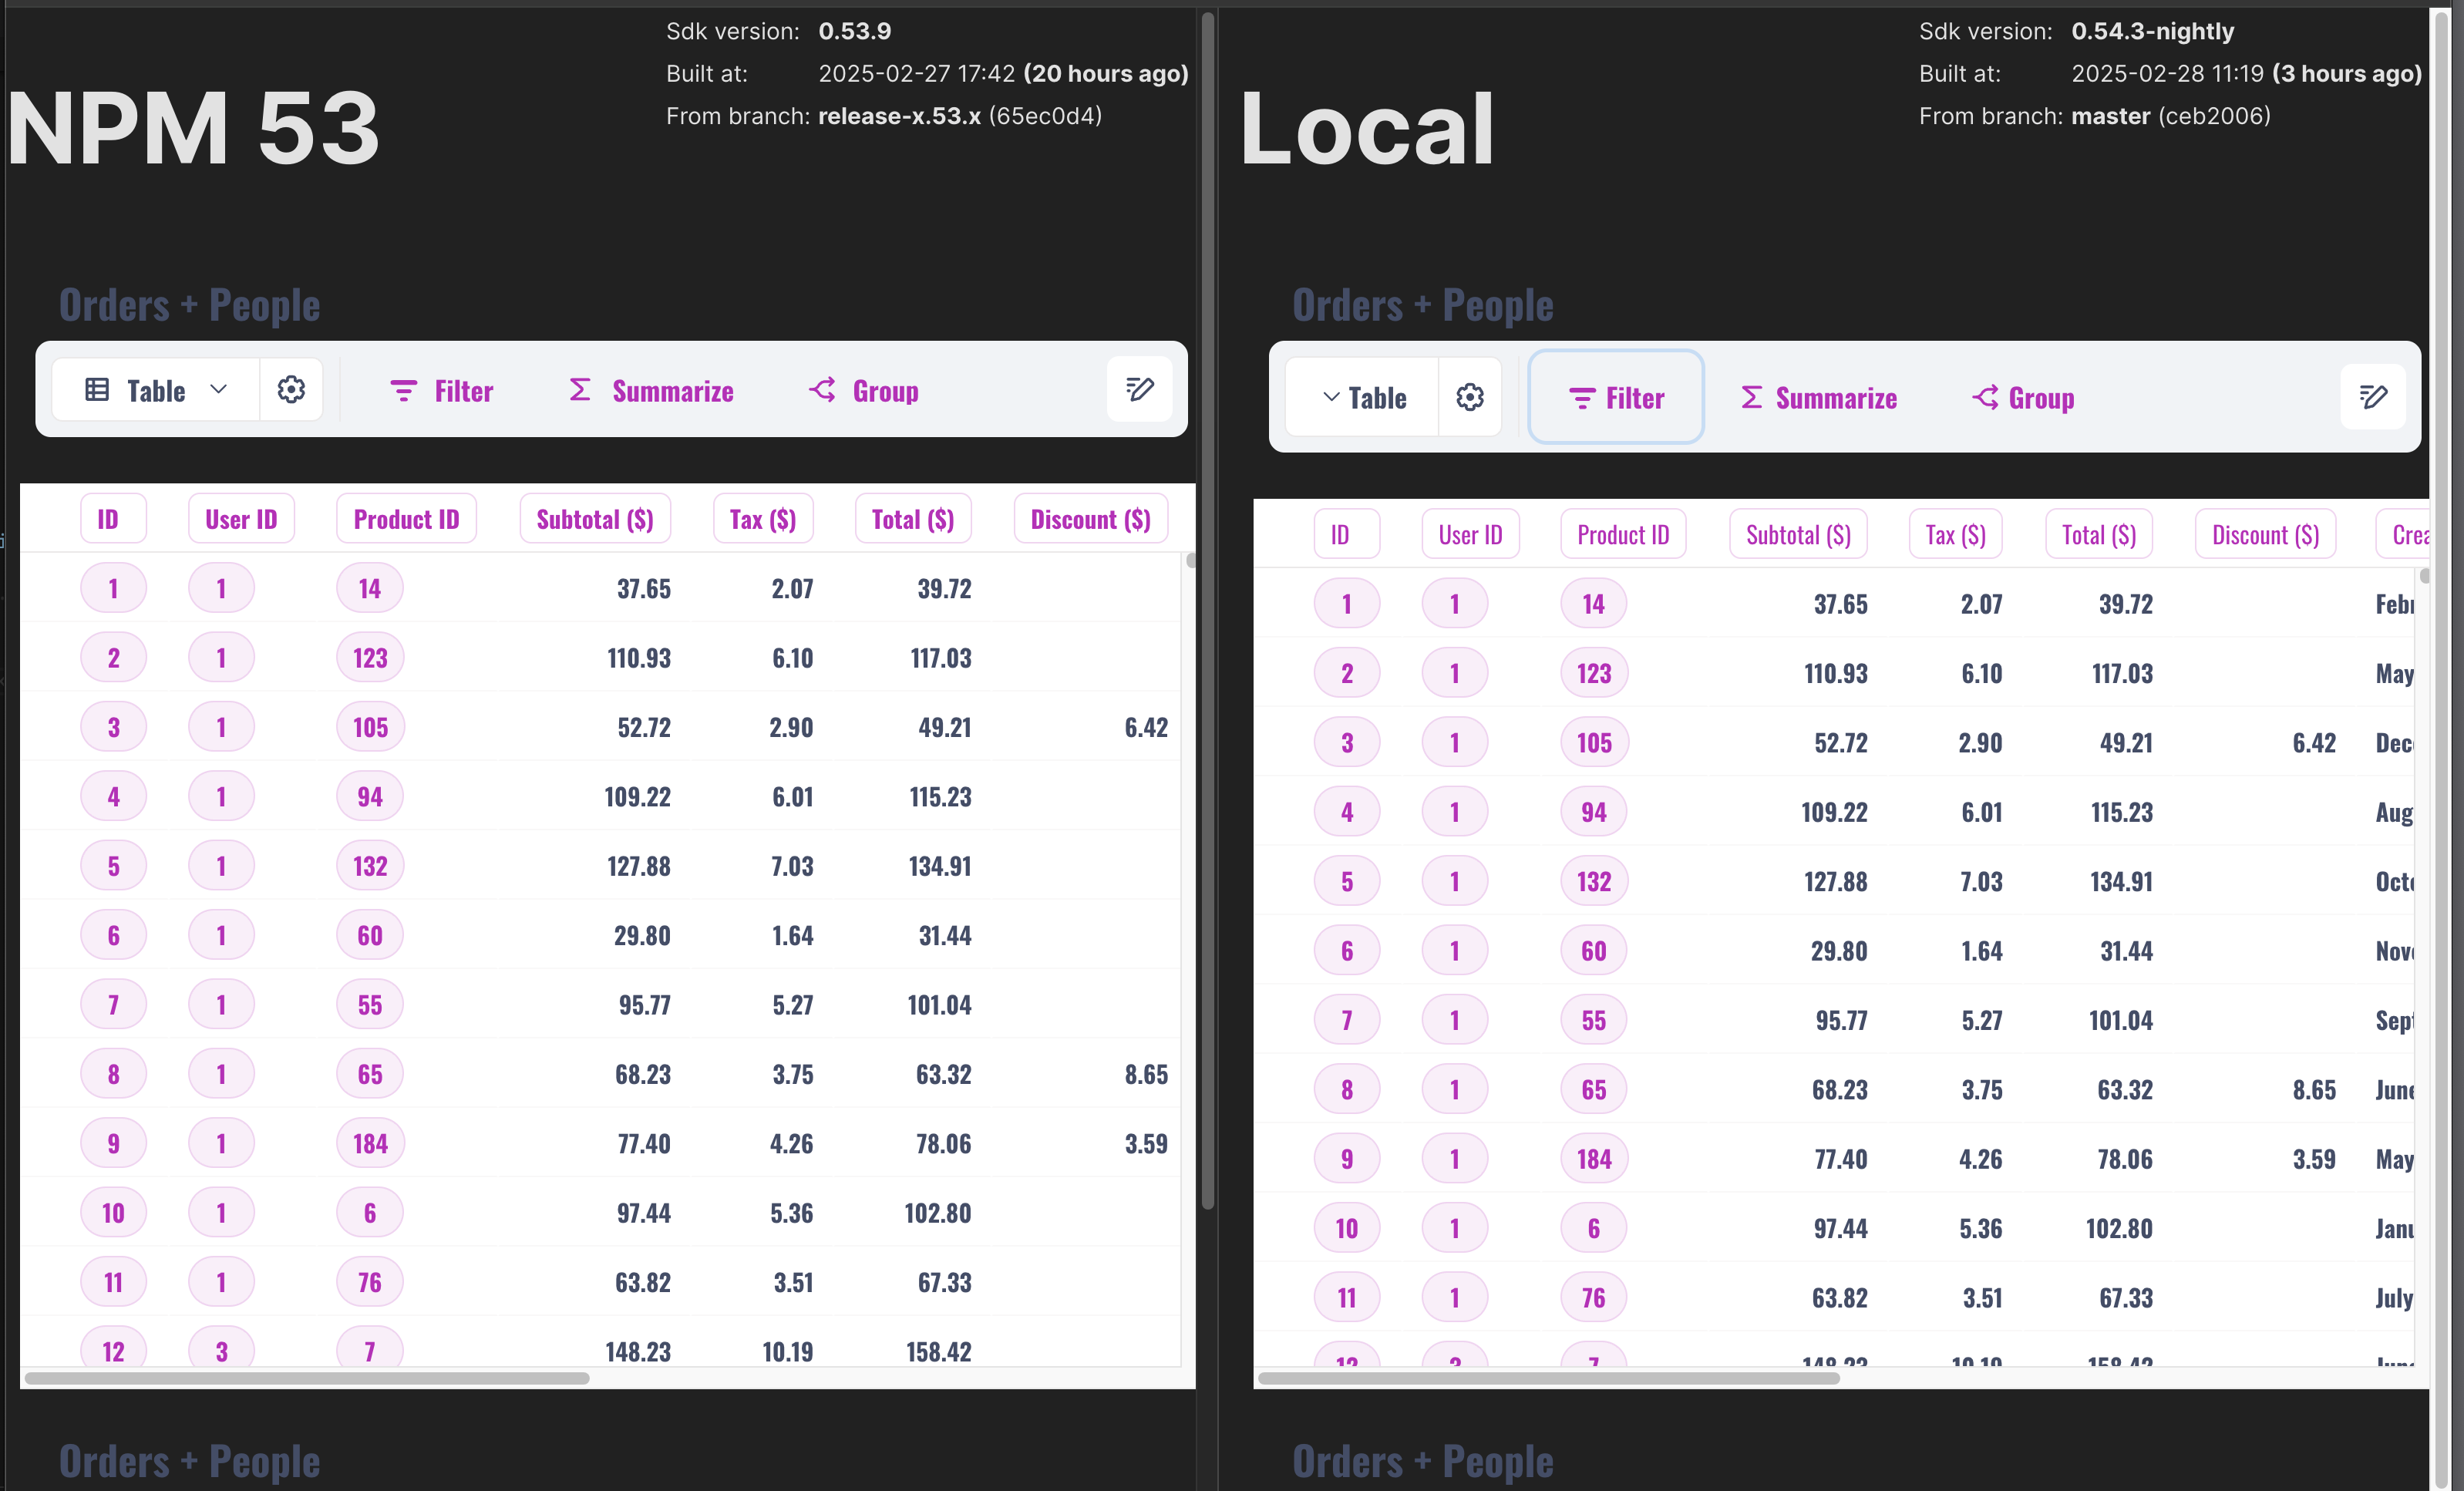 NPM 53
Sdk version: 0.53.9
Built at: 2025-02-27 17:42 (20 hours ago)
From branch: release-x.53.x (65ec0d4)
Orders + People
Table Filter Summarize Group
ID User ID Product ID Subtotal ($) Tax ($) Total ($) Discount ($)
1 1 14 37.65 2.07 39.72
2 1 123 110.93 6.10 117.03
3 1 105 52.72 2.90 49.21 6.42
4 1 94 109.22 6.01 115.23
5 1 132 127.88 7.03 134.91
6 1 60 29.80 1.64 31.44
7 1 55 95.77 5.27 101.04
8 1 65 68.23 3.75 63.32 8.65
9 1 184 77.40 4.26 78.06 3.59
10 1 6 97.44 5.36 102.80
11 1 76 63.82 3.51 67.33
12 3 7 148.23 10.19 158.42
Orders + People
Local
Sdk version: 0.54.3-nightly
Built at: 2025-02-28 11:19 (3 hours ago)
From branch: master (ceb2006)
Orders + People
Table Filter Summarize Group
ID User ID Product ID Subtotal ($) Tax ($) Total ($) Discount ($) Crea
1 1 14 37.65 2.07 39.72 Febr
2 1 123 110.93 6.10 117.03 May
3 1 105 52.72 2.90 49.21 6.42 Dec
4 1 94 109.22 6.01 115.23 Aug
5 1 132 127.88 7.03 134.91 Octo
6 1 60 29.80 1.64 31.44 Nov
7 1 55 95.77 5.27 101.04 Sept
8 1 65 68.23 3.75 63.32 8.65 June
9 1 184 77.40 4.26 78.06 3.59 May
10 1 6 97.44 5.36 102.80 Janu
11 1 76 63.82 3.51 67.33 July
12 3 7 148.23 10.19 158.42 June
Orders + People